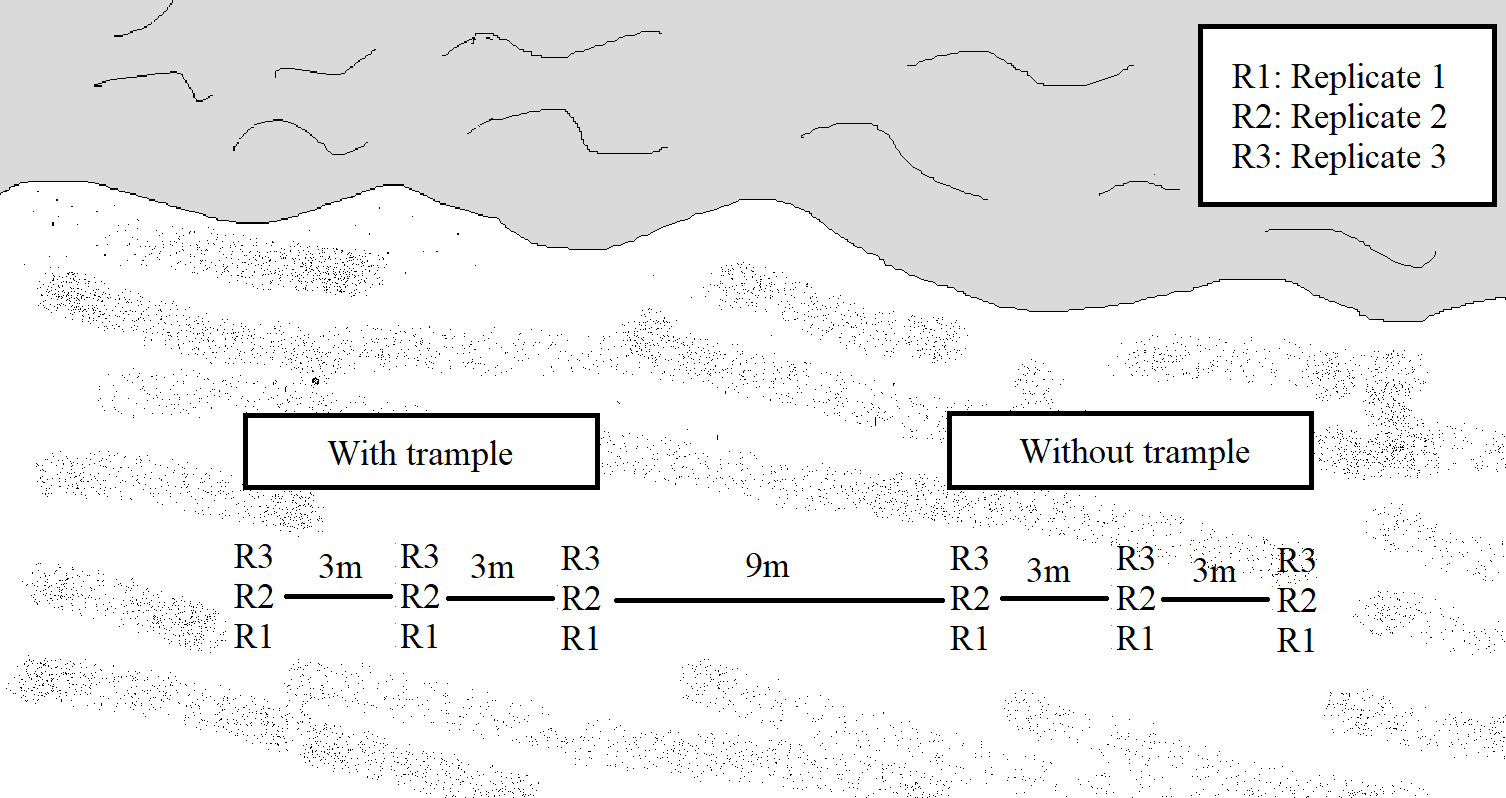 R1: Replicate 1
R2: Replicate 2
R3: Replicate 3
With trample
Without trample
R3 3m R3 3m R3 9m R3 3m R3 3m R3
R2 R2 R2 R2 R2 R2
R1 R1 R1 R1 R1 R1